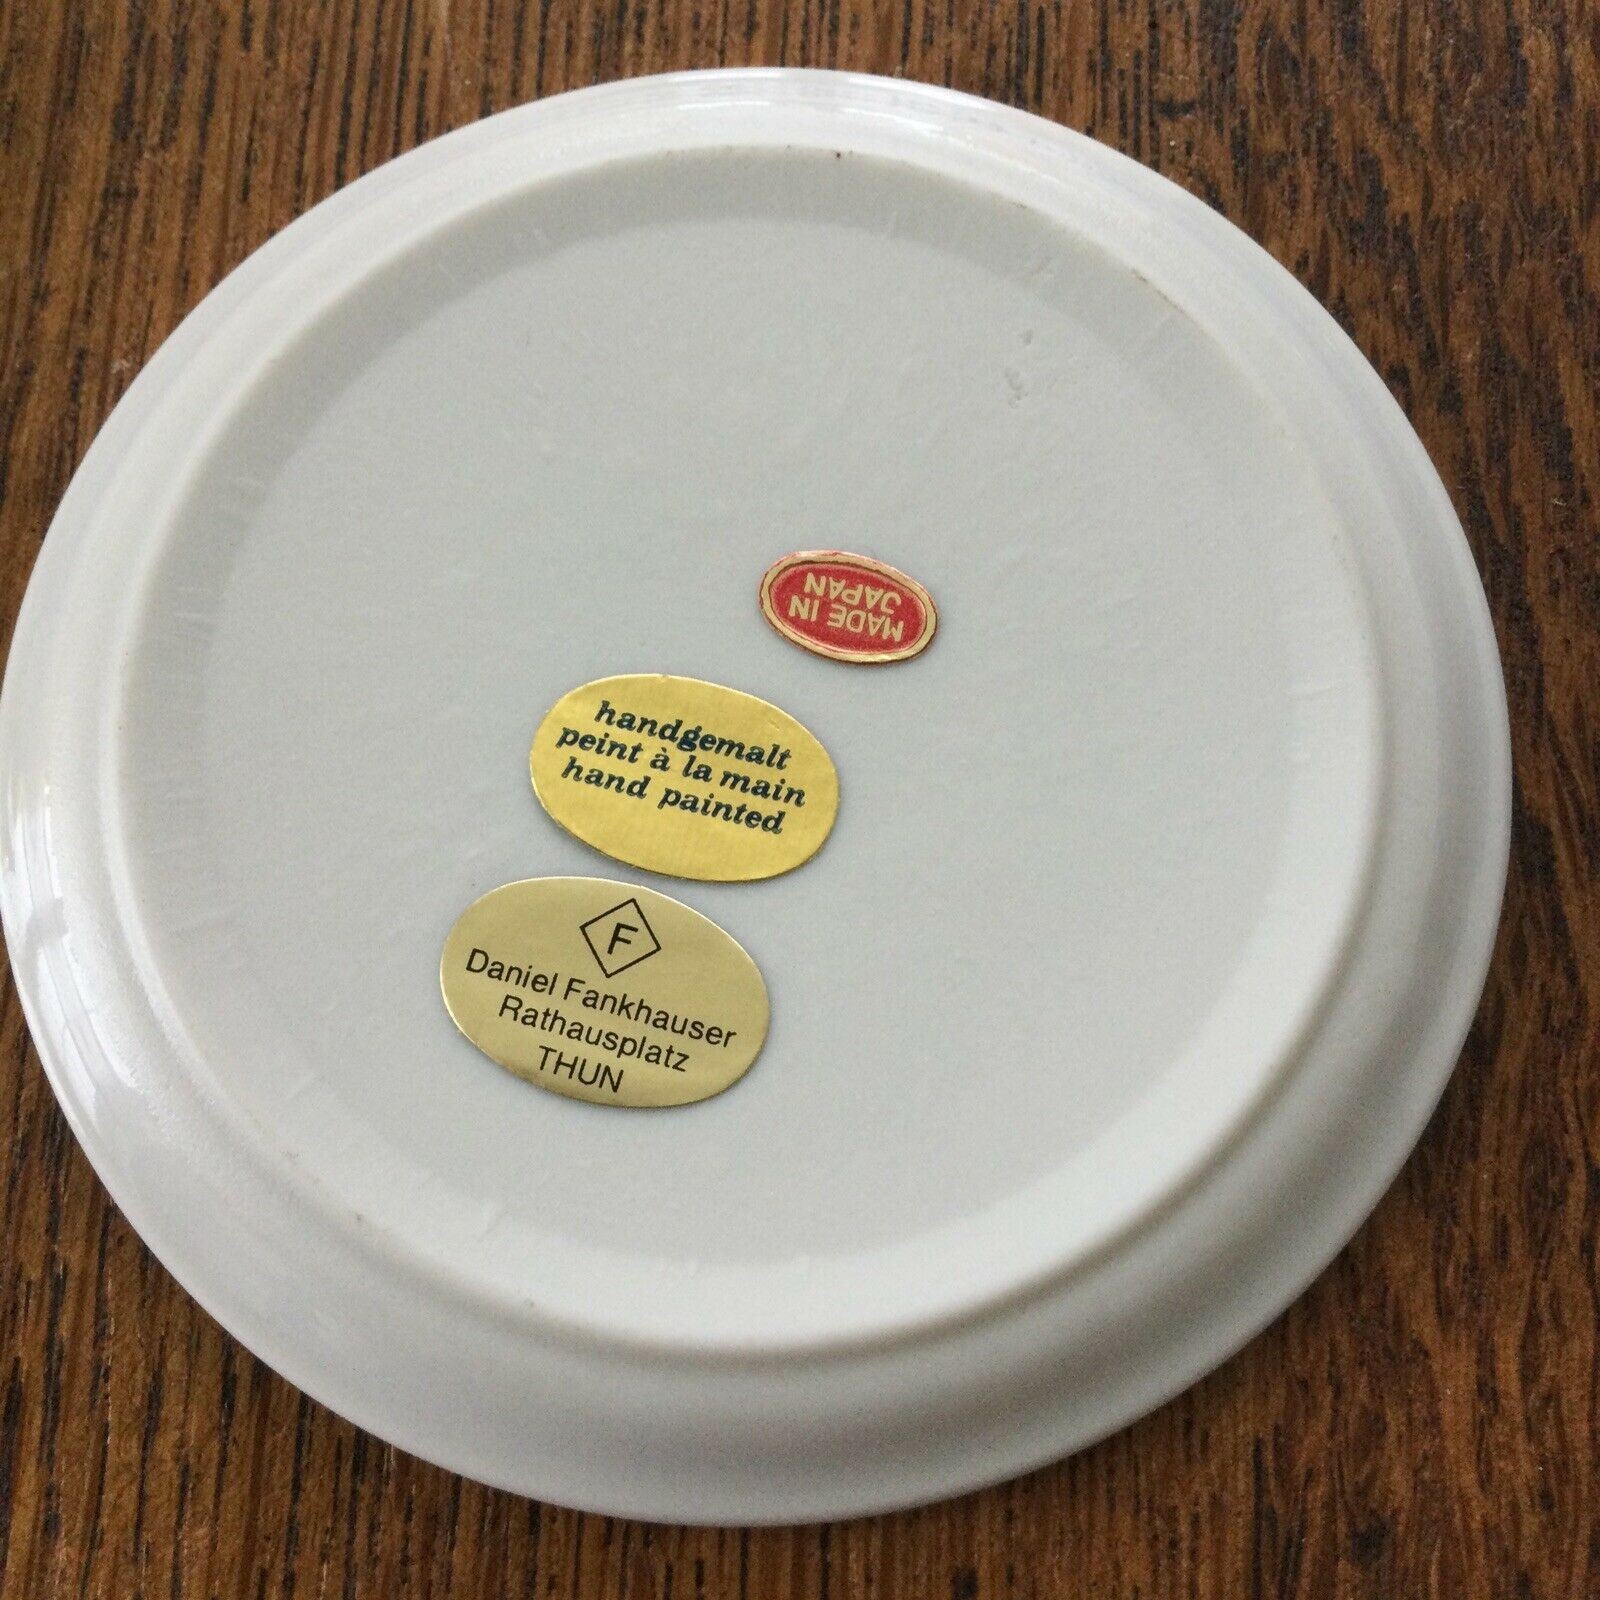 MADE IN
JAPAN
handgemalt
peint à la main
hand painted
F
Daniel Fankhauser
Rathausplatz
THUN